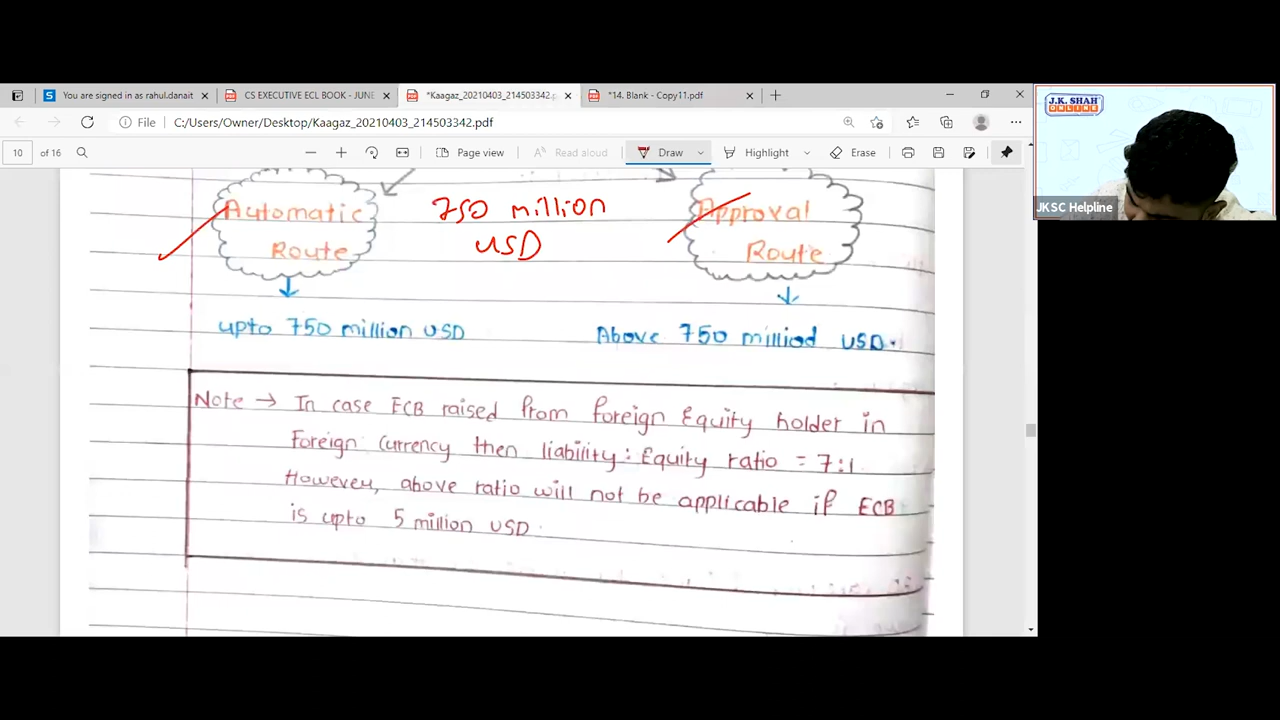 You are signed in as rahul.danait
CS EXECUTIVE ECL BOOK - JUNE
*Kaagaz_20210403_214503342.p
*14. Blank - Copy11.pdf
File C:/Users/Owner/Desktop/Kaagaz_20210403_214503342.pdf
10 of 16
Page view
Read aloud
Draw
Highlight
Erase
J.K. SHAH
ONLINE
JKSC Helpline
Automatic
Route
750 million
USD
Approval
Route
upto 750 million USD
Above 750 milliod USD.
Note → In case ECB raised from foreign Equity holder in
Foreign Currency then liability : Equity ratio = 7:1
However, above ratio will not be applicable if ECB
is upto 5 million USD.